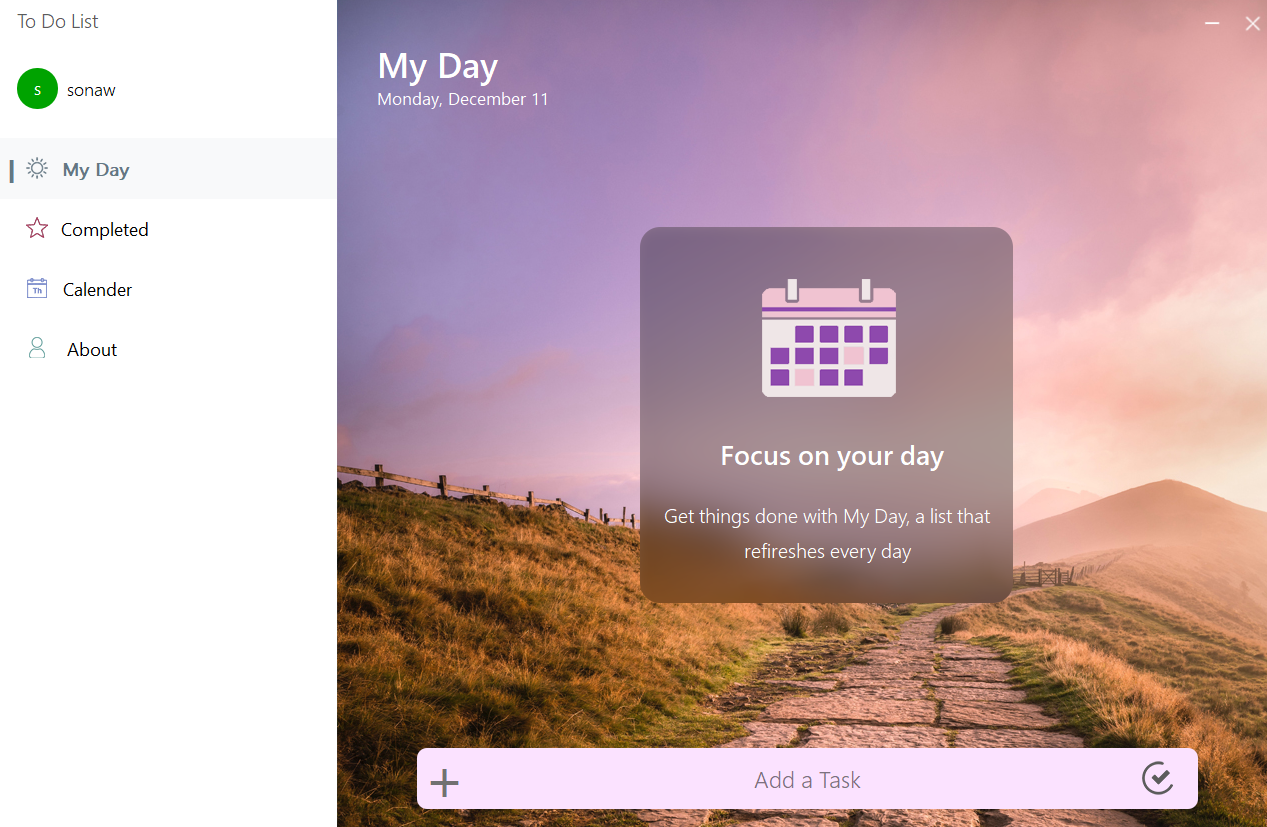 To Do List
s
sonaw
My Day
Completed
Th
Calender
About
My Day
Monday, December 11
Focus on your day
Get things done with My Day, a list that
refireshes every day
Add a Task